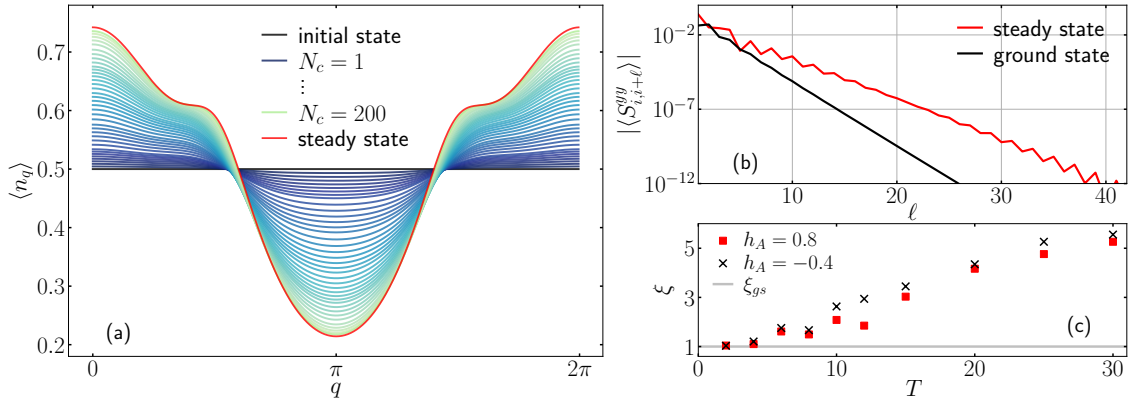 0.7
0.6
0.5
0.4
0.3
0.2
⟨n_q⟩
initial state
N_c = 1
⋮
N_c = 200
steady state
(a)
0
π
2π
q
10^{-2}
10^{-7}
10^{-12}
|⟨S^{yy}_{i,i+ℓ}⟩|
steady state
ground state
(b)
10
20
30
40
ℓ
5
3
1
ξ
h_A = 0.8
h_A = −0.4
ξ_{gs}
(c)
0
10
20
30
T